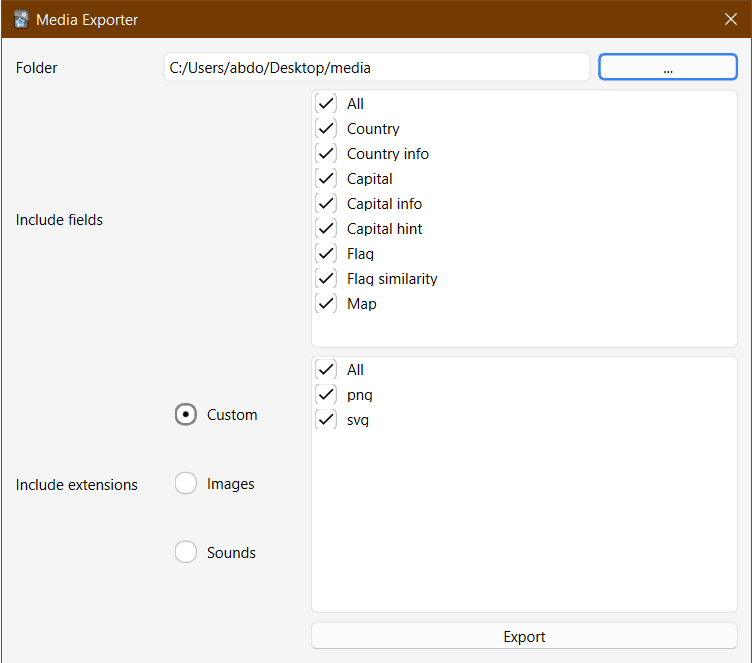 Media Exporter
Folder
C:/Users/abdo/Desktop/media
...
Include fields
All
Country
Country info
Capital
Capital info
Capital hint
Flag
Flag similarity
Map
Include extensions
Custom
Images
Sounds
All
png
svg
Export